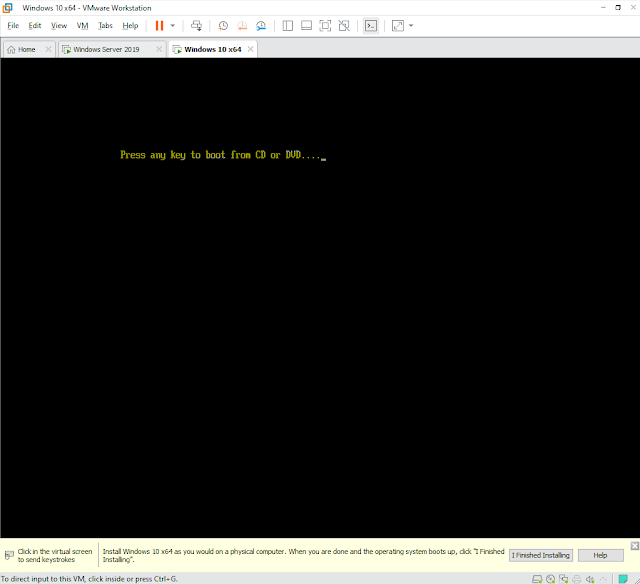 Windows 10 x64 - VMware Workstation
File Edit View VM Tabs Help
Home Windows Server 2019 Windows 10 x64
Press any key to boot from CD or DVD...._
Click in the virtual screen
to send keystrokes
Install Windows 10 x64 as you would on a physical computer. When you are done and the operating system boots up, click "I Finished
Installing".
I Finished Installing
Help
To direct input to this VM, click inside or press Ctrl+G.